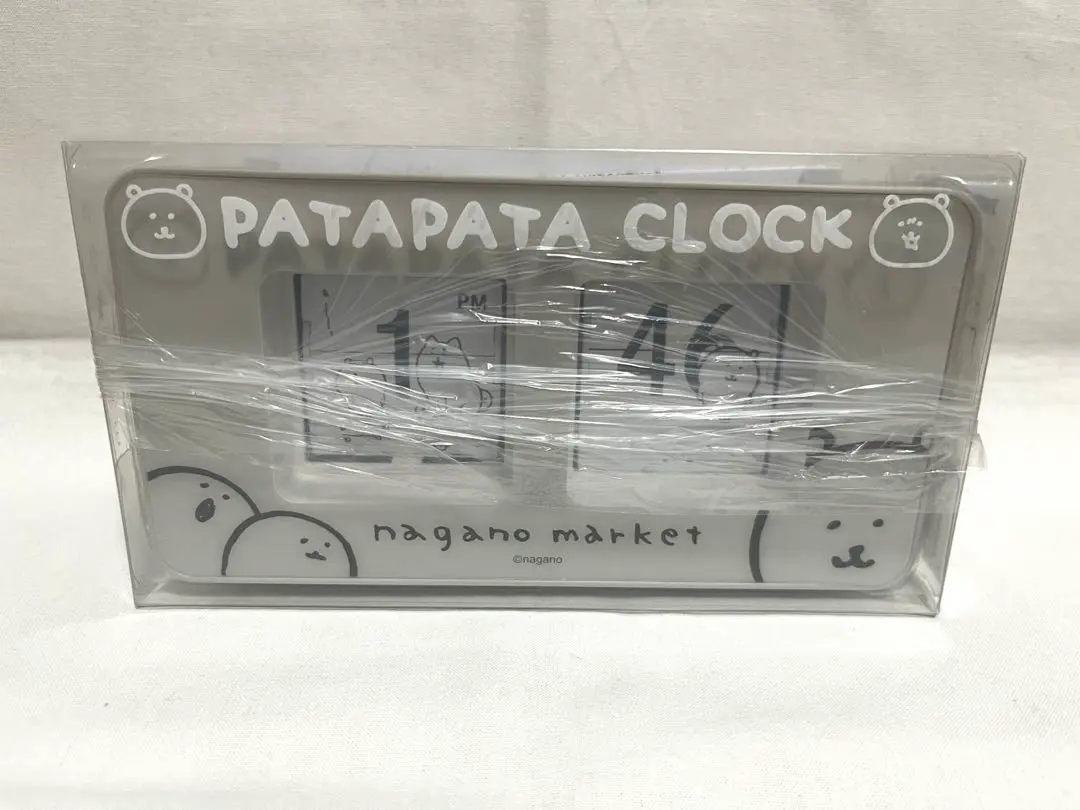 PATAPATA CLOCK
PM
1
46
nagano market
©nagano